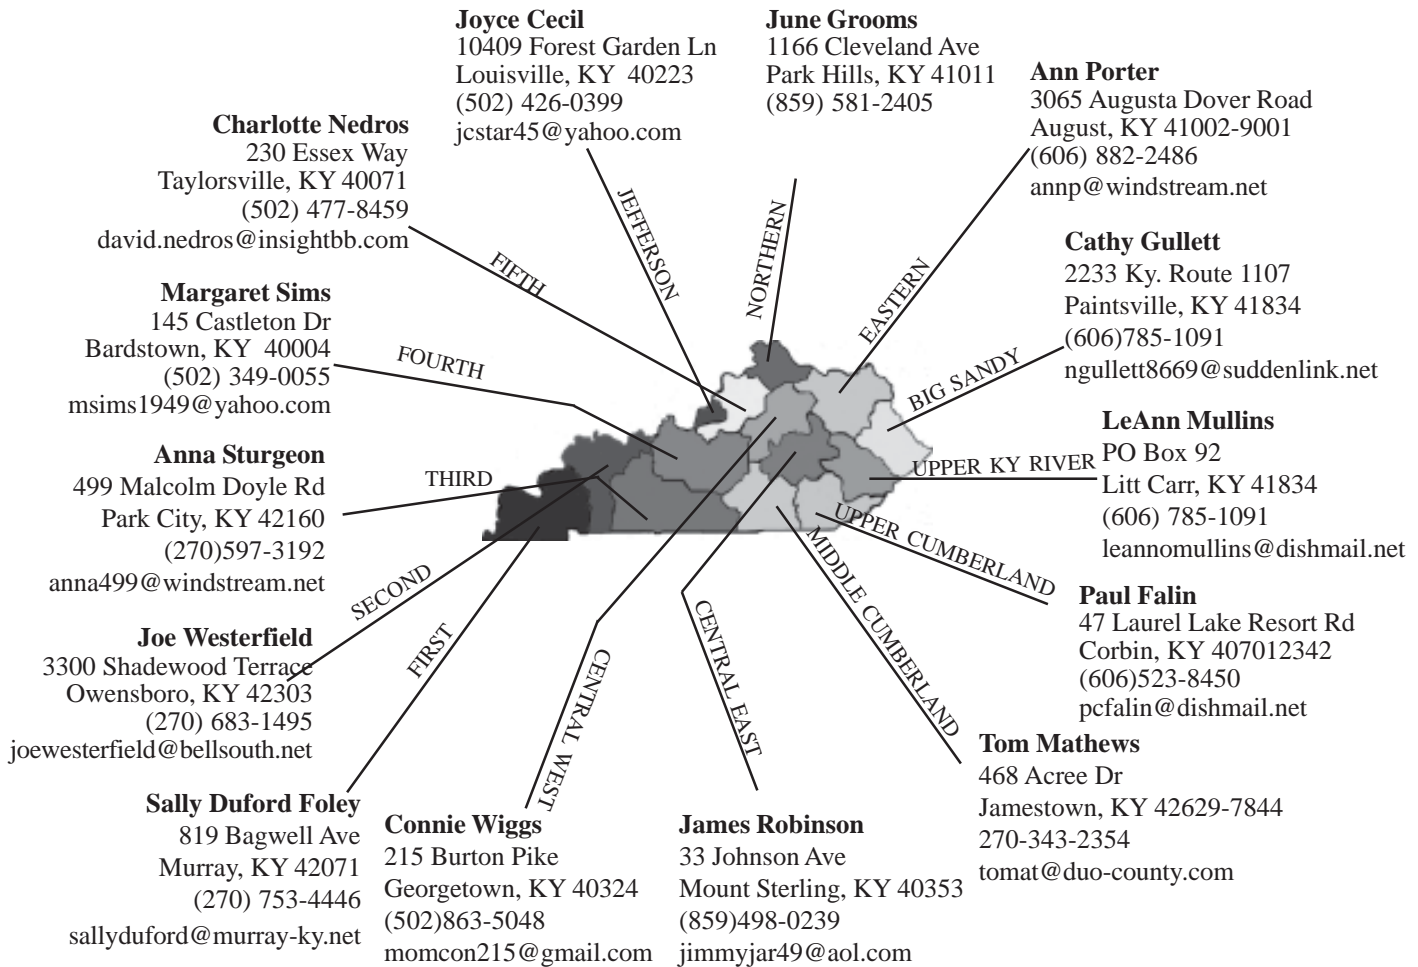 Joyce Cecil
10409 Forest Garden Ln
Louisville, KY  40223
(502) 426-0399
jcstar45@yahoo.com
June Grooms
1166 Cleveland Ave
Park Hills, KY 41011
(859) 581-2405
Ann Porter
3065 Augusta Dover Road
August, KY 41002-9001
(606) 882-2486
annp@windstream.net
Charlotte Nedros
230 Essex Way
Taylorsville, KY 40071
(502) 477-8459
david.nedros@insightbb.com
JEFFERSON
NORTHERN
FIFTH
EASTERN
Cathy Gullett
2233 Ky. Route 1107
Paintsville, KY 41834
(606)785-1091
ngullett8669@suddenlink.net
Margaret Sims
145 Castleton Dr
Bardstown, KY  40004
(502) 349-0055
msims1949@yahoo.com
FOURTH
BIG SANDY
LeAnn Mullins
PO Box 92
Litt Carr, KY 41834
(606) 785-1091
leannomullins@dishmail.net
Anna Sturgeon
499 Malcolm Doyle Rd
Park City, KY 42160
(270)597-3192
anna499@windstream.net
THIRD
UPPER KY RIVER
UPPER CUMBERLAND
MIDDLE CUMBERLAND
SECOND
FIRST
CENTRAL WEST
CENTRAL EAST
Paul Falin
47 Laurel Lake Resort Rd
Corbin, KY 407012342
(606)523-8450
pcfalin@dishmail.net
Joe Westerfield
3300 Shadewood Terrace
Owensboro, KY 42303
(270) 683-1495
joewesterfield@bellsouth.net
Tom Mathews
468 Acree Dr
Jamestown, KY 42629-7844
270-343-2354
tomat@duo-county.com
Sally Duford Foley
819 Bagwell Ave
Murray, KY 42071
(270) 753-4446
sallyduford@murray-ky.net
Connie Wiggs
215 Burton Pike
Georgetown, KY 40324
(502)863-5048
momcon215@gmail.com
James Robinson
33 Johnson Ave
Mount Sterling, KY 40353
(859)498-0239
jimmyjar49@aol.com